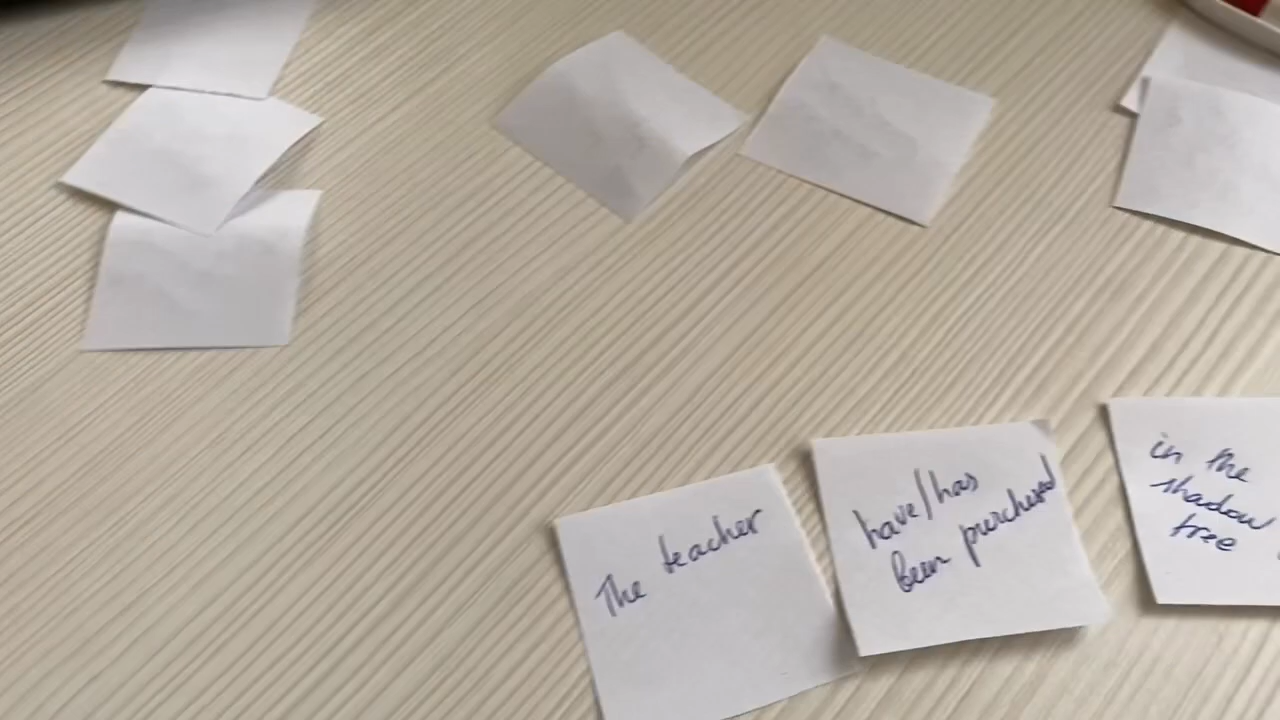 The teacher
have/has
been purchased
in the
shadow
tree